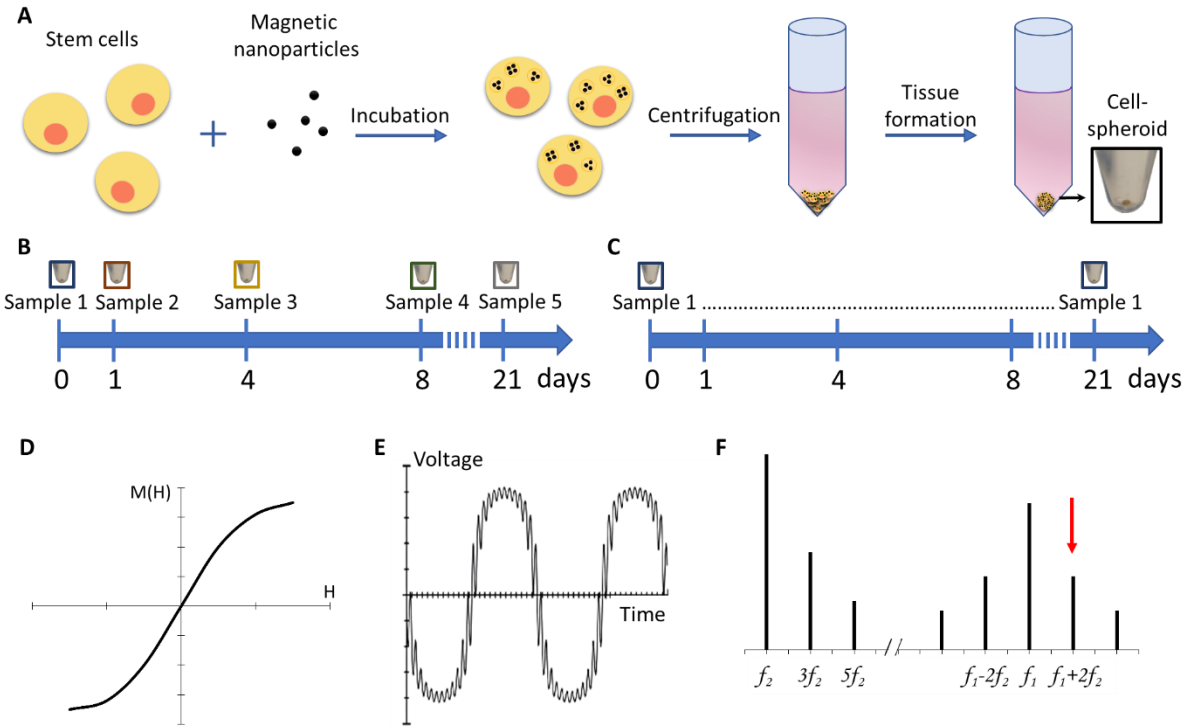 A
Stem cells
Magnetic
nanoparticles
Incubation
Centrifugation
Tissue
formation
Cell-
spheroid
B
Sample 1
Sample 2
Sample 3
Sample 4
Sample 5
0
1
4
8
21
days
C
Sample 1
Sample 1
0
1
4
8
21
days
D
M(H)
H
E
Voltage
Time
F
f₂
3f₂
5f₂
f₁-2f₂
f₁
f₁+2f₂